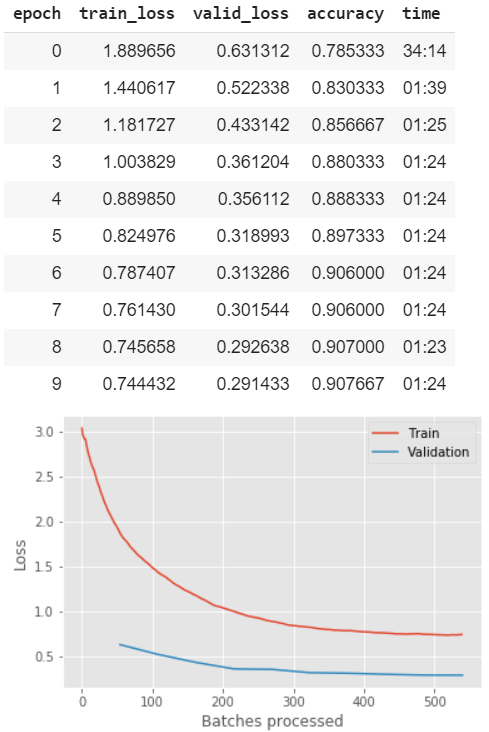 epoch train_loss valid_loss accuracy time
0 1.889656 0.631312 0.785333 34:14
1 1.440617 0.522338 0.830333 01:39
2 1.181727 0.433142 0.856667 01:25
3 1.003829 0.361204 0.880333 01:24
4 0.889850 0.356112 0.888333 01:24
5 0.824976 0.318993 0.897333 01:24
6 0.787407 0.313286 0.906000 01:24
7 0.761430 0.301544 0.906000 01:24
8 0.745658 0.292638 0.907000 01:23
9 0.744432 0.291433 0.907667 01:24
Train
Validation
3.0
2.5
2.0
1.5
1.0
0.5
Loss
0 100 200 300 400 500
Batches processed